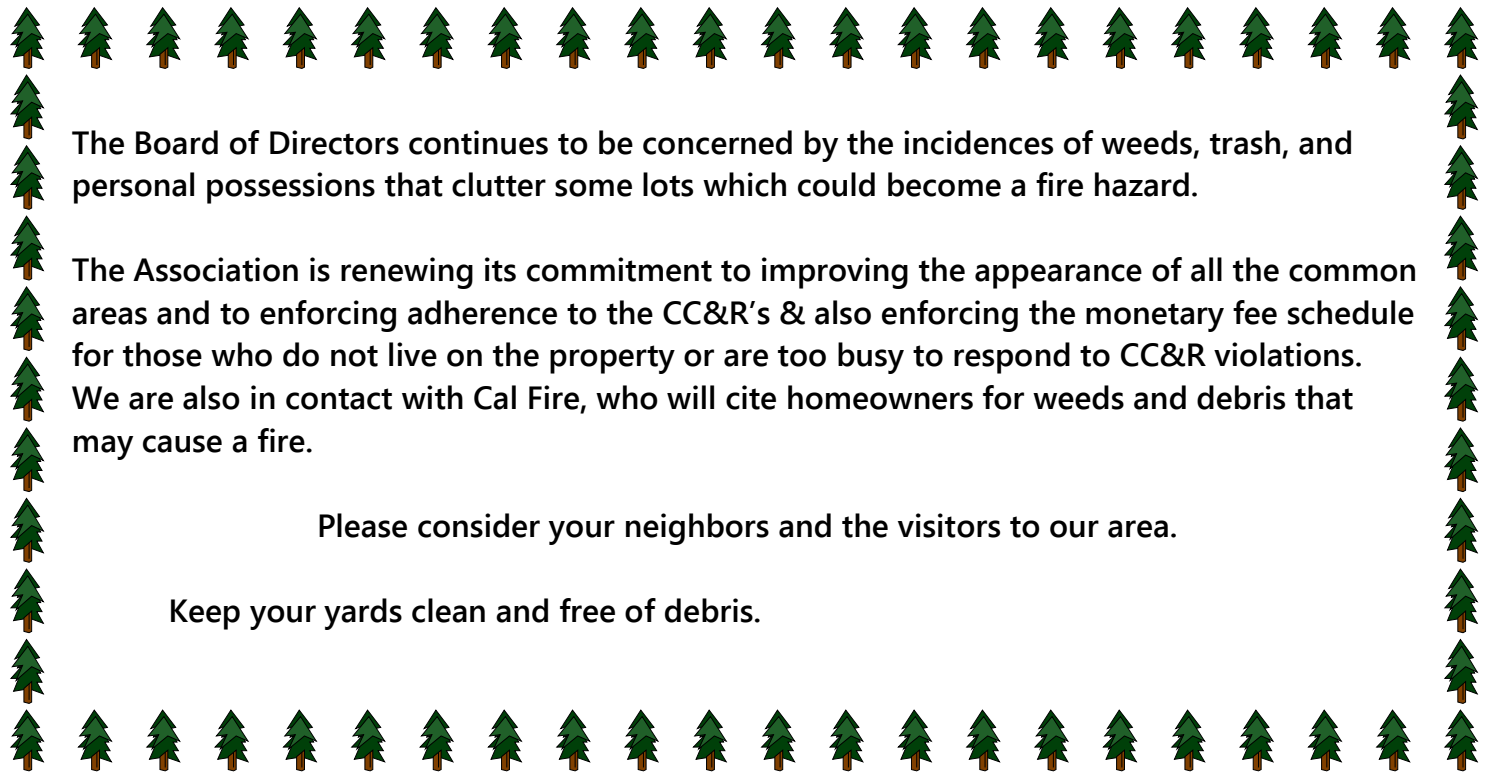 The Board of Directors continues to be concerned by the incidences of weeds, trash, and
personal possessions that clutter some lots which could become a fire hazard.
The Association is renewing its commitment to improving the appearance of all the common
areas and to enforcing adherence to the CC&R’s & also enforcing the monetary fee schedule
for those who do not live on the property or are too busy to respond to CC&R violations.
We are also in contact with Cal Fire, who will cite homeowners for weeds and debris that
may cause a fire.
Please consider your neighbors and the visitors to our area.
Keep your yards clean and free of debris.